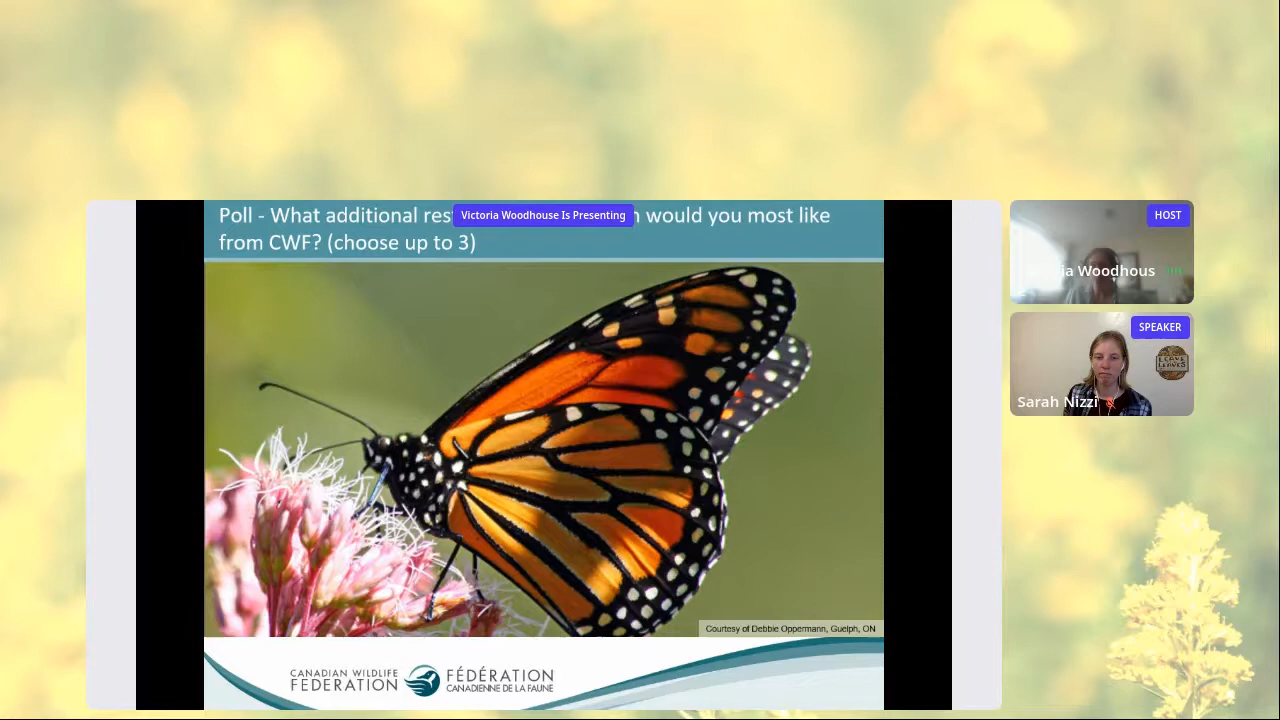 Poll - What additional res
Victoria Woodhouse Is Presenting
would you most like
from CWF? (choose up to 3)
HOST
Woodhous
SPEAKER
LEAVE
LEAVES
Sarah Nizzi
Courtesy of Debbie Oppermann, Guelph, ON
CANADIAN WILDLIFE
FEDERATION
FÉDÉRATION
CANADIENNE DE LA FAUNE